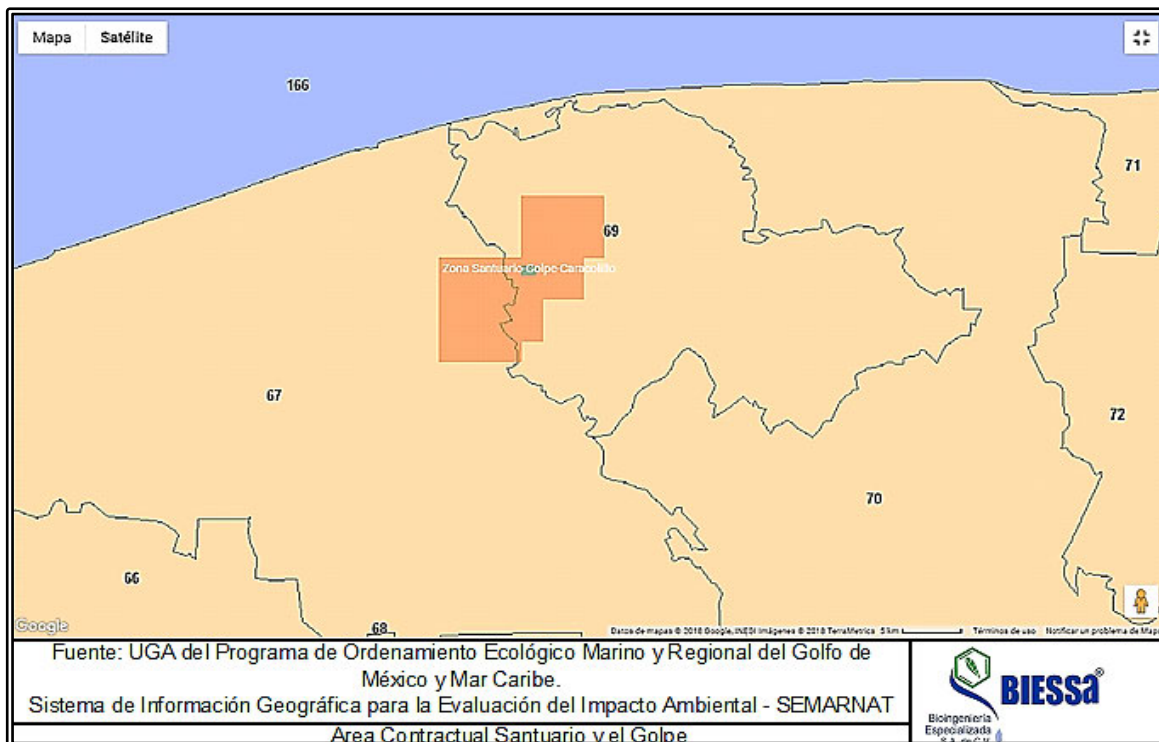 Mapa Satélite
166
71
69
Zona Santuario Golpe Caracolillo
67
72
70
66
68
Google
Datos de mapas © 2018 Google, INEGI Imágenes © 2018 TerraMetrics 5 km Términos de uso Notificar un problema de Maps
Fuente: UGA del Programa de Ordenamiento Ecológico Marino y Regional del Golfo de
México y Mar Caribe.
Sistema de Información Geográfica para la Evaluación del Impacto Ambiental - SEMARNAT
Area Contractual Santuario y el Golpe
BIESSA®
Bioingeniería
Especializada
S.A. de C.V.